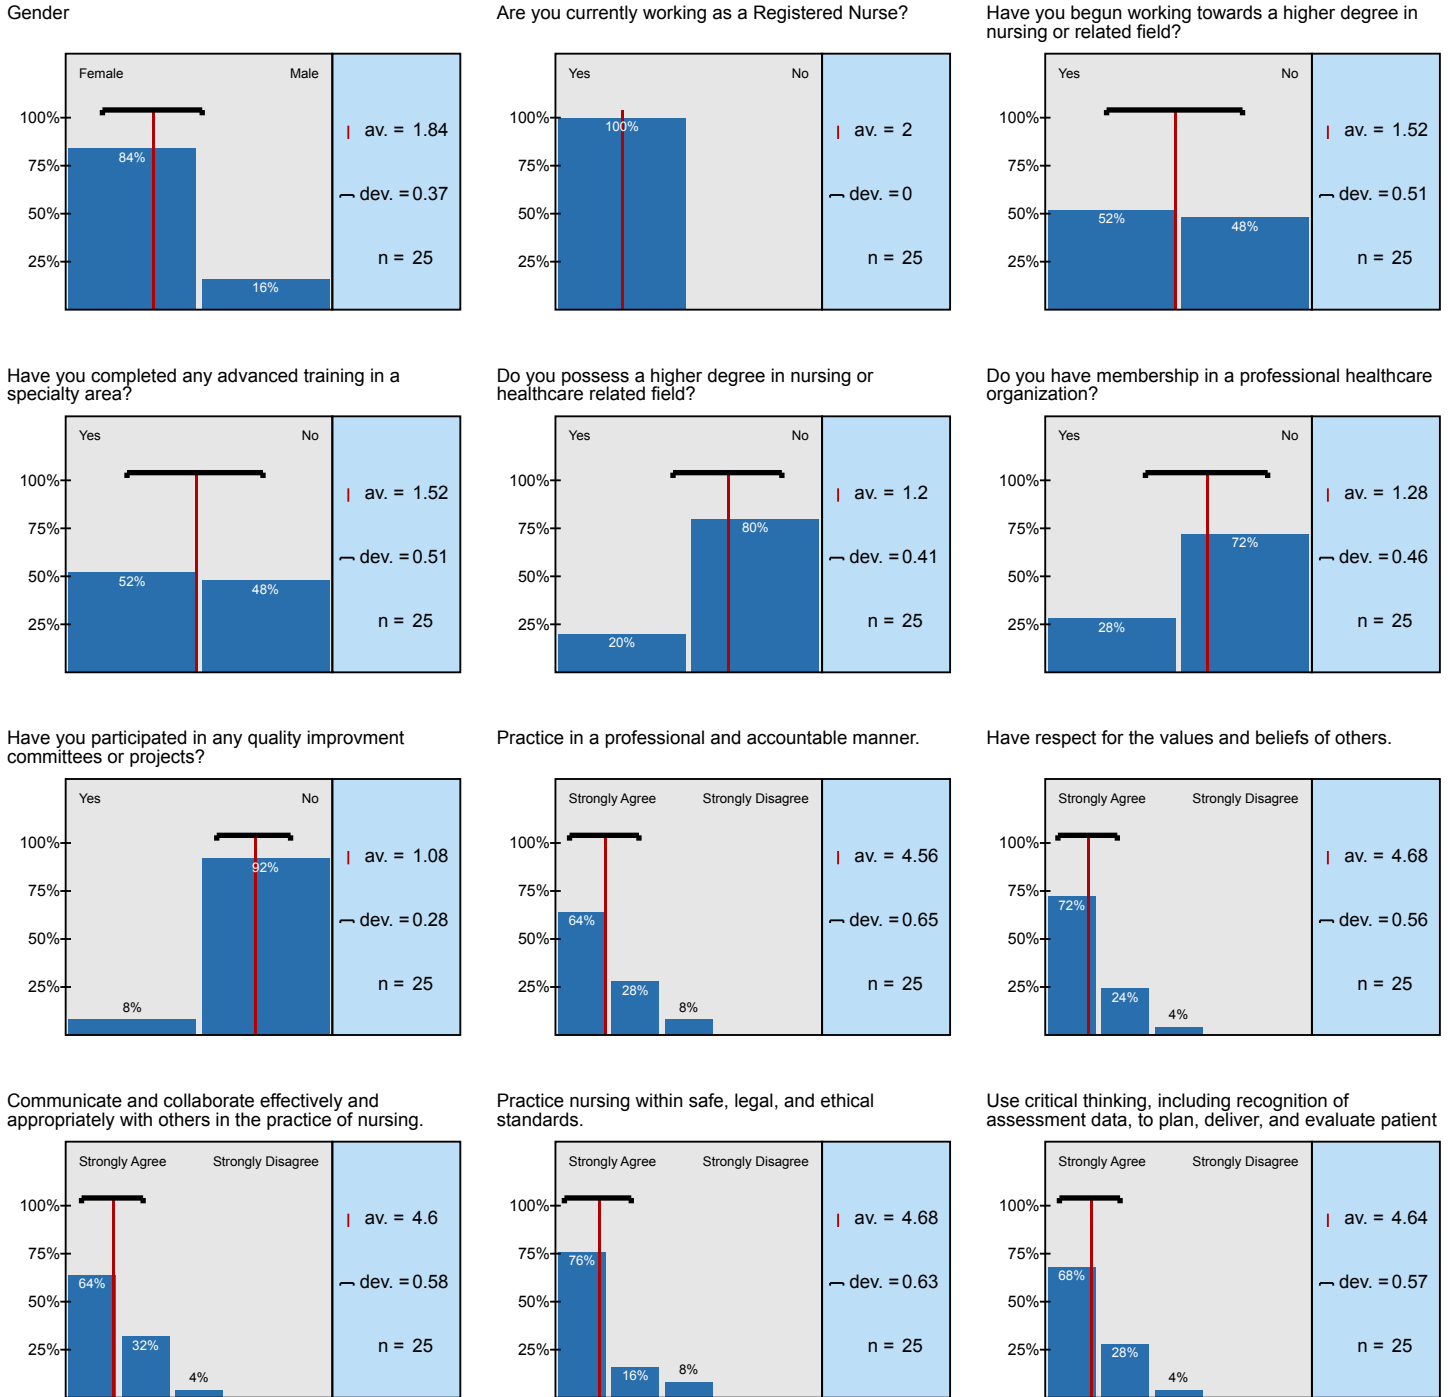 Gender
Female
Male
100%
75%
50%
25%
84%
16%
av. = 1.84
dev. = 0.37
n = 25
Are you currently working as a Registered Nurse?
Yes
No
100%
75%
50%
25%
100%
av. = 2
dev. = 0
n = 25
Have you begun working towards a higher degree in
nursing or related field?
Yes
No
100%
75%
50%
25%
52%
48%
av. = 1.52
dev. = 0.51
n = 25
Have you completed any advanced training in a
specialty area?
Yes
No
100%
75%
50%
25%
52%
48%
av. = 1.52
dev. = 0.51
n = 25
Do you possess a higher degree in nursing or
healthcare related field?
Yes
No
100%
75%
50%
25%
20%
80%
av. = 1.2
dev. = 0.41
n = 25
Do you have membership in a professional healthcare
organization?
Yes
No
100%
75%
50%
25%
28%
72%
av. = 1.28
dev. = 0.46
n = 25
Have you participated in any quality improvment
committees or projects?
Yes
No
100%
75%
50%
25%
8%
92%
av. = 1.08
dev. = 0.28
n = 25
Practice in a professional and accountable manner.
Strongly Agree
Strongly Disagree
100%
75%
50%
25%
64%
28%
8%
av. = 4.56
dev. = 0.65
n = 25
Have respect for the values and beliefs of others.
Strongly Agree
Strongly Disagree
100%
75%
50%
25%
72%
24%
4%
av. = 4.68
dev. = 0.56
n = 25
Communicate and collaborate effectively and
appropriately with others in the practice of nursing.
Strongly Agree
Strongly Disagree
100%
75%
50%
25%
64%
32%
4%
av. = 4.6
dev. = 0.58
n = 25
Practice nursing within safe, legal, and ethical
standards.
Strongly Agree
Strongly Disagree
100%
75%
50%
25%
76%
16%
8%
av. = 4.68
dev. = 0.63
n = 25
Use critical thinking, including recognition of
assessment data, to plan, deliver, and evaluate patient
Strongly Agree
Strongly Disagree
100%
75%
50%
25%
68%
28%
4%
av. = 4.64
dev. = 0.57
n = 25